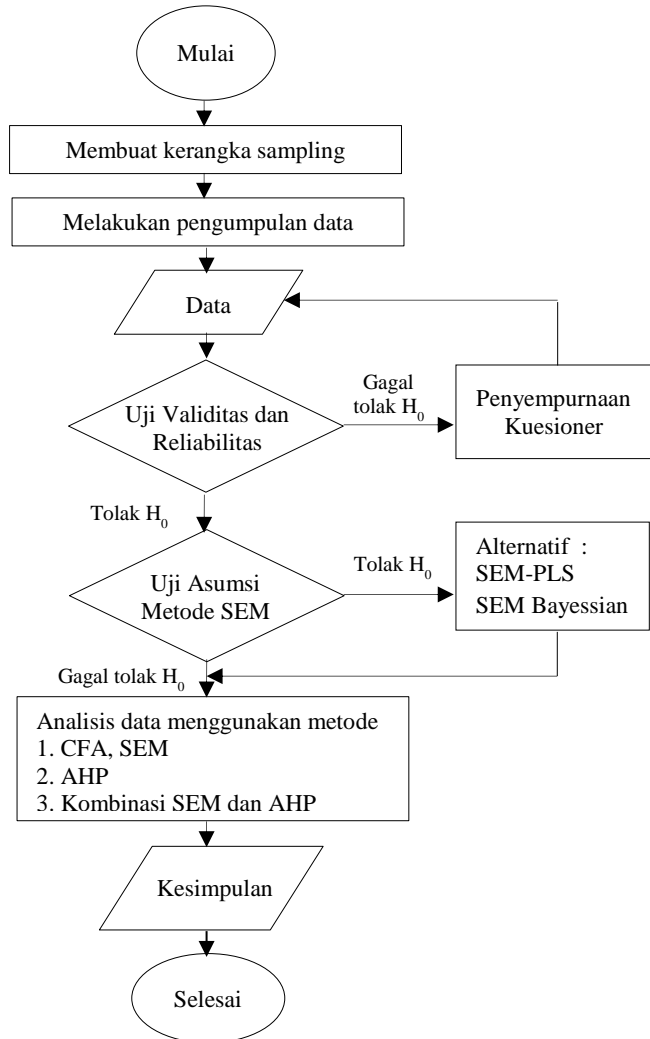 Mulai
Membuat kerangka sampling
Melakukan pengumpulan data
Data
Uji Validitas dan
Reliabilitas
Gagal
tolak H₀
Penyempurnaan
Kuesioner
Tolak H₀
Uji Asumsi
Metode SEM
Tolak H₀
Alternatif :
SEM-PLS
SEM Bayessian
Gagal tolak H₀
Analisis data menggunakan metode
1. CFA, SEM
2. AHP
3. Kombinasi SEM dan AHP
Kesimpulan
Selesai